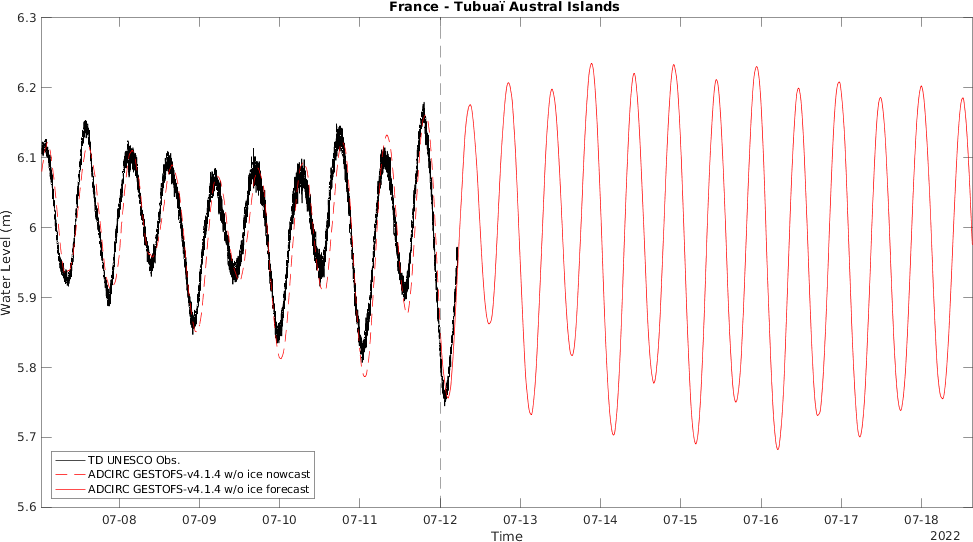 France - Tubuaï Austral Islands
6.3
6.2
6.1
6
5.9
5.8
5.7
5.6
Water Level (m)
TD UNESCO Obs.
ADCIRC GESTOFS-v4.1.4 w/o ice nowcast
ADCIRC GESTOFS-v4.1.4 w/o ice forecast
07-08 07-09 07-10 07-11 07-12 07-13 07-14 07-15 07-16 07-17 07-18
Time
2022